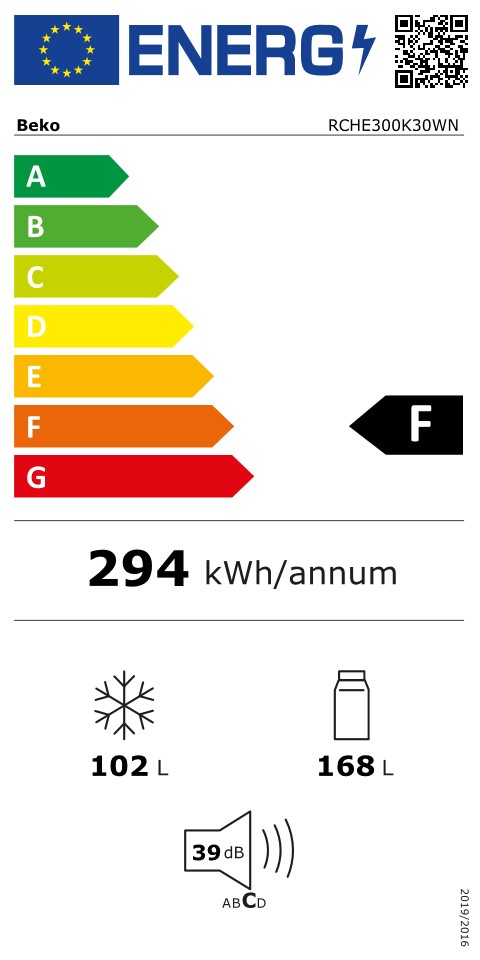 ENERG
Beko RCHE300K30WN
A
B
C
D
E
F F
G
294 kWh/annum
102 L 168 L
39 dB
ABCD
2019/2016